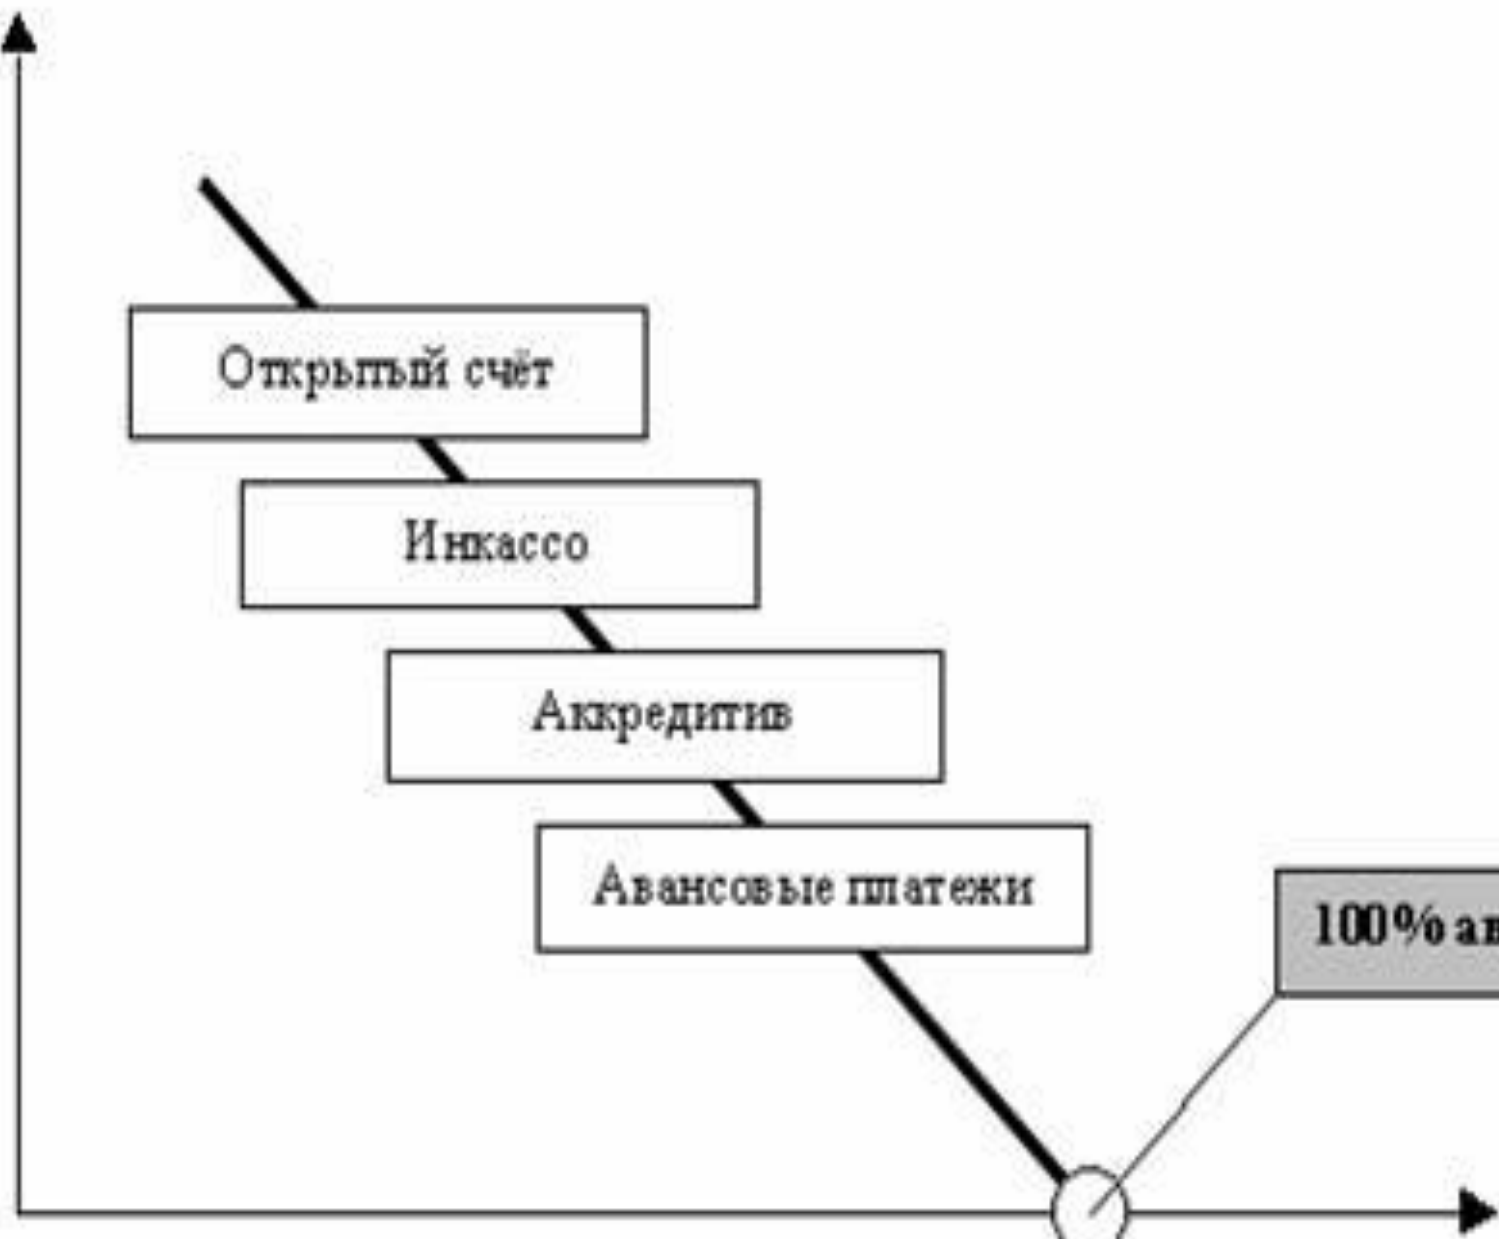 Открытый счёт
Инкассо
Аккредитив
Авансовые платежи
100%